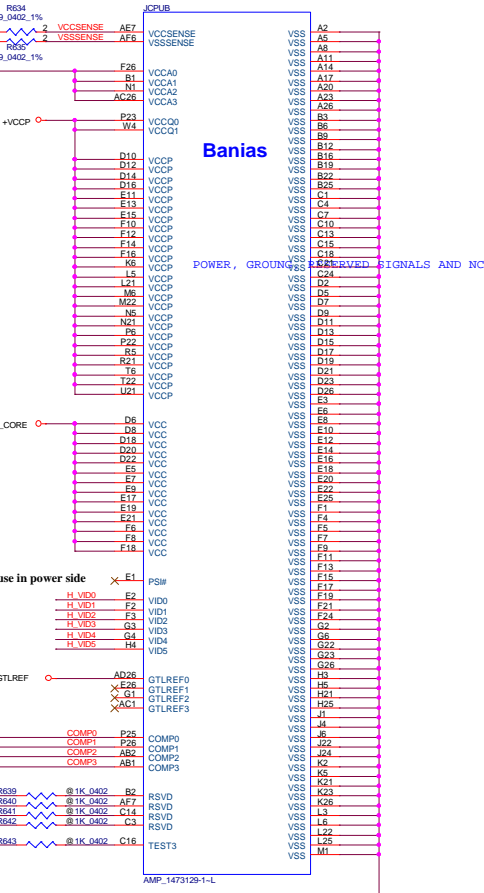 R634
JCPUB
9_0402_1%
2 VCCSENSE AE7 VCCSENSE VSS A2
2 VSSSENSE AF6 VSSSENSE VSS A5
R635
9_0402_1%
VSS A8
VSS A11
F26 VCCA0 VSS A14
B1 VCCA1 VSS A17
N1 VCCA2 VSS A20
AC26 VCCA3 VSS A23
VSS A26
+VCCP P23 VCCQ0 VSS B3
W4 VCCQ1 VSS B6
VSS B9
Banias
VSS B12
D10 VCCP VSS B16
D12 VCCP VSS B19
D14 VCCP VSS B22
D16 VCCP VSS B25
E11 VCCP VSS C1
E13 VCCP VSS C4
E15 VCCP VSS C7
F10 VCCP VSS C10
F12 VCCP VSS C13
F14 VCCP VSS C15
F16 VCCP VSS C18
POWER, GROUNG, RESERVED SIGNALS AND NC
K6 VCCP VSS C21
L5 VCCP VSS C24
L21 VCCP VSS D2
M6 VCCP VSS D5
M22 VCCP VSS D7
N5 VCCP VSS D9
N21 VCCP VSS D11
P6 VCCP VSS D13
P22 VCCP VSS D15
R5 VCCP VSS D17
R21 VCCP VSS D19
T6 VCCP VSS D21
T22 VCCP VSS D23
U21 VCCP VSS D26
VSS E3
VSS E6
_CORE D6 VCC VSS E8
D8 VCC VSS E10
D18 VCC VSS E12
D20 VCC VSS E14
D22 VCC VSS E16
E5 VCC VSS E18
E7 VCC VSS E20
E9 VCC VSS E22
E17 VCC VSS E25
E19 VCC VSS F1
E21 VCC VSS F4
F6 VCC VSS F5
F8 VCC VSS F7
F18 VCC VSS F9
VSS F11
VSS F13
use in power side E1 PSI# VSS F15
VSS F17
H_VID0 E2 VID0 VSS F19
H_VID1 F2 VID1 VSS F21
H_VID2 F3 VID2 VSS F24
H_VID3 G3 VID3 VSS G2
H_VID4 G4 VID4 VSS G6
H_VID5 H4 VID5 VSS G22
VSS G23
VSS G26
GTLREF AD26 GTLREF0 VSS H3
E26 GTLREF1 VSS H5
G1 GTLREF2 VSS H21
AC1 GTLREF3 VSS H25
VSS J1
VSS J4
COMP0 P25 COMP0 VSS J6
COMP1 P26 COMP1 VSS J22
COMP2 AB2 COMP2 VSS J24
COMP3 AB1 COMP3 VSS K2
VSS K5
VSS K21
R639 @1K_0402 B2 RSVD VSS K23
R640 @1K_0402 AF7 RSVD VSS K26
R641 @1K_0402 C14 RSVD VSS L3
R642 @1K_0402 C3 RSVD VSS L6
VSS L22
R643 @1K_0402 C16 TEST3 VSS L25
VSS M1
AMP_1473129-1~L